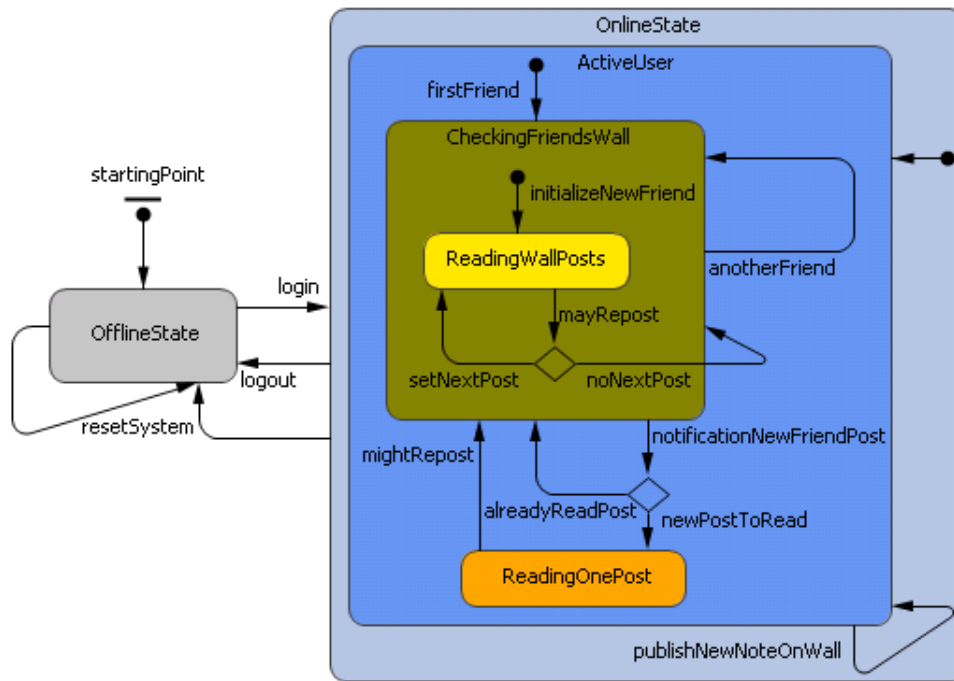 OnlineState
ActiveUser
firstFriend
CheckingFriendsWall
startingPoint
initializeNewFriend
ReadingWallPosts
anotherFriend
login
mayRepost
OfflineState
logout
setNextPost
noNextPost
resetSystem
mightRepost
notificationNewFriendPost
alreadyReadPost
newPostToRead
ReadingOnePost
publishNewNoteOnWall